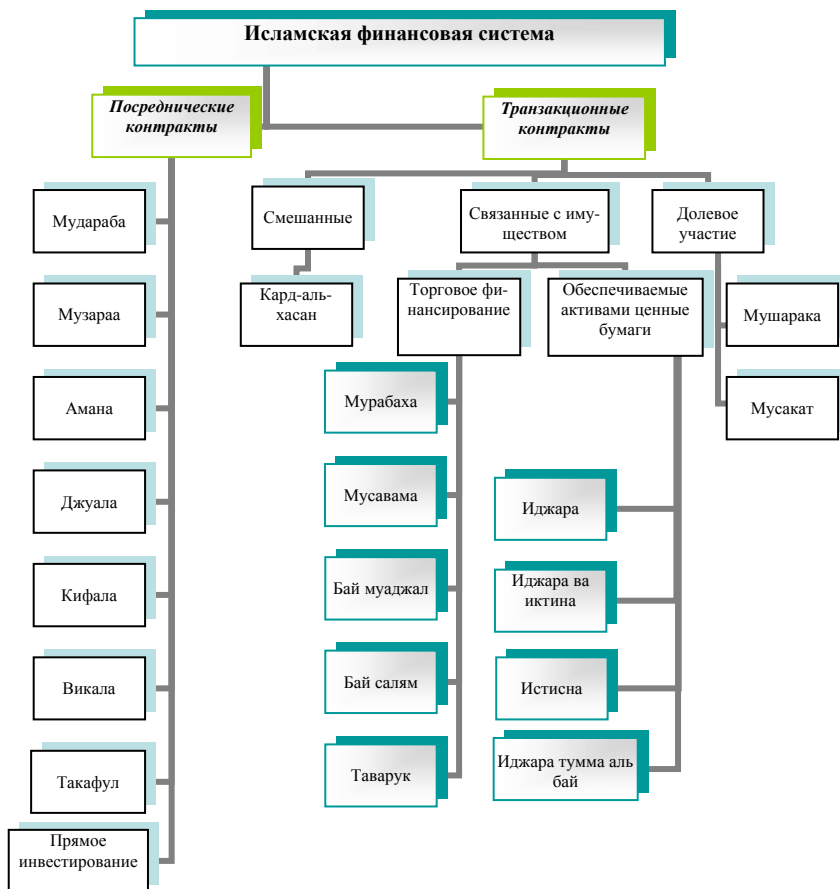 Исламская финансовая система
Посреднические
контракты
Транзакционные
контракты
Мудараба
Музараа
Амана
Джуала
Кифала
Викала
Такафул
Прямое
инвестирование
Смешанные
Кард-аль-
хасан
Связанные с иму-
ществом
Торговое фи-
нансирование
Мурабаха
Мусавама
Бай муаджал
Бай салям
Таварук
Обеспечиваемые
активами ценные
бумаги
Иджара
Иджара ва
иктина
Истисна
Иджара тумма аль
бай
Долевое
участие
Мушарака
Мусакат